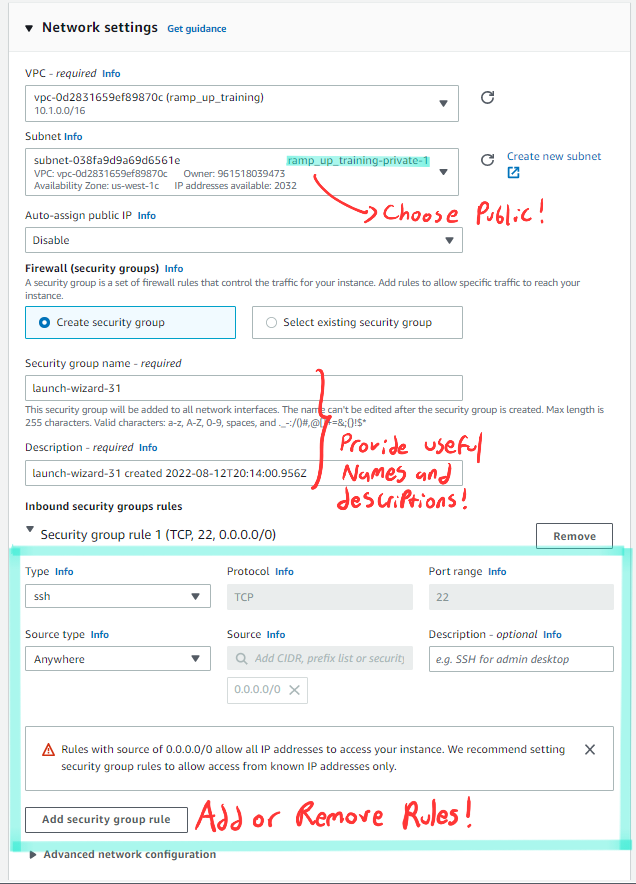 ▼ Network settings Get guidance
VPC - required Info
vpc-0d2831659ef89870c (ramp_up_training)
10.1.0.0/16
Subnet Info
subnet-038fa9d9a69d6561e ramp_up_training-private-1
VPC: vpc-0d2831659ef89870c Owner: 961518039473
Availability Zone: us-west-1c IP addresses available: 2032
Create new subnet
Choose Public!
Auto-assign public IP Info
Disable
Firewall (security groups) Info
A security group is a set of firewall rules that control the traffic for your instance. Add rules to allow specific traffic to reach your
instance.
Create security group
Select existing security group
Security group name - required
launch-wizard-31
This security group will be added to all network interfaces. The name can't be edited after the security group is created. Max length is
255 characters. Valid characters: a-z, A-Z, 0-9, spaces, and ._-:/()#,@[]+=&;{}!$*
Description - required Info
launch-wizard-31 created 2022-08-12T20:14:00.956Z
Provide useful
Names and
descriptions!
Inbound security groups rules
▼ Security group rule 1 (TCP, 22, 0.0.0.0/0)
Remove
Type Info
Protocol Info
Port range Info
ssh
TCP
22
Source type Info
Source Info
Description - optional Info
Anywhere
Add CIDR, prefix list or security
e.g. SSH for admin desktop
0.0.0.0/0
Rules with source of 0.0.0.0/0 allow all IP addresses to access your instance. We recommend setting
security group rules to allow access from known IP addresses only.
Add security group rule
Add or Remove Rules!
Advanced network configuration